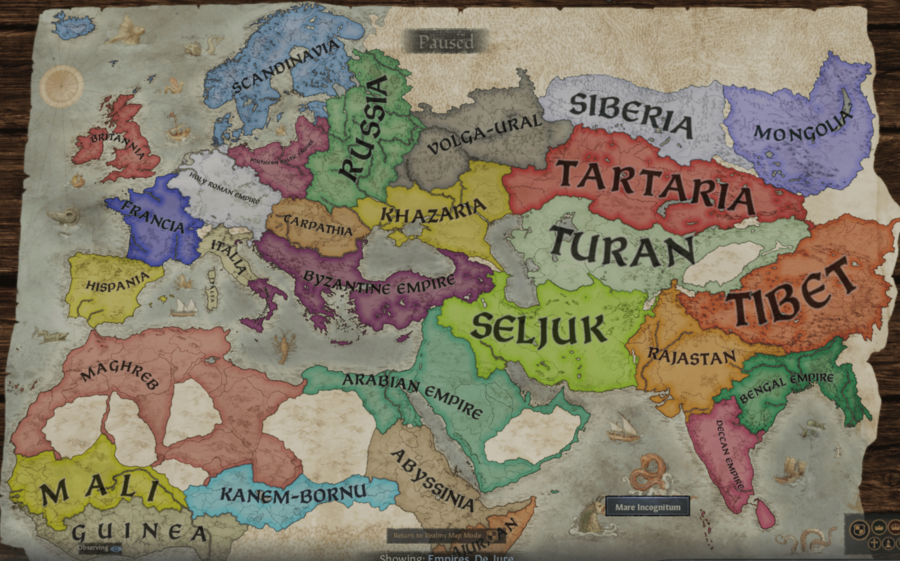 Paused
SCANDINAVIA
RUSSIA
SIBERIA
MONGOLIA
BRITANNIA
VOLGA-URAL
HOLY ROMAN EMPIRE
TARTARIA
FRANCIA
CARPATHIA
KHAZARIA
ITALIA
TURAN
HISPANIA
BYZANTINE EMPIRE
TIBET
SELJUK
RAJASTAN
MAGHREB
ARABIAN EMPIRE
BENGAL EMPIRE
DECCAN EMPIRE
ABYSSINIA
MALI
KANEM-BORNU
Mare Incognitum
GUINEA
Return to Realms Map Mode
Observing
Showing: Empires, De Jure